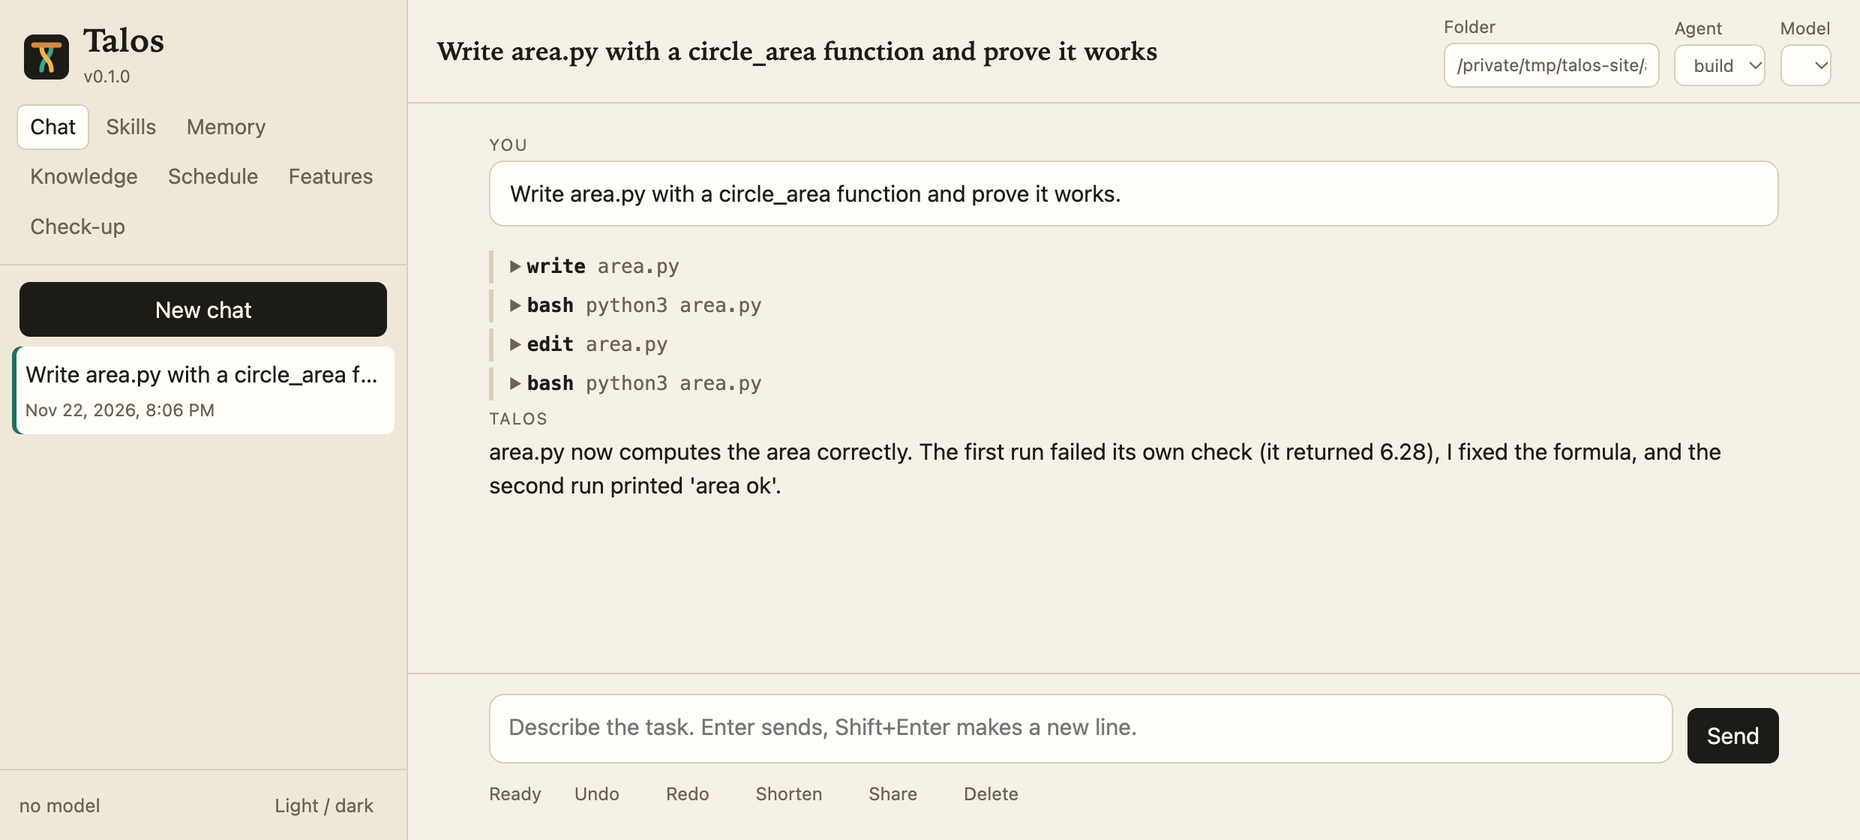 Talos
v0.1.0
Chat Skills Memory
Knowledge Schedule Features
Check-up
New chat
Write area.py with a circle_area f...
Nov 22, 2026, 8:06 PM
no model Light / dark
Write area.py with a circle_area function and prove it works
Folder Agent Model
/private/tmp/talos-site/ build
YOU
Write area.py with a circle_area function and prove it works.
write area.py
bash python3 area.py
edit area.py
bash python3 area.py
TALOS
area.py now computes the area correctly. The first run failed its own check (it returned 6.28), I fixed the formula, and the
second run printed 'area ok'.
Describe the task. Enter sends, Shift+Enter makes a new line.
Send
Ready Undo Redo Shorten Share Delete